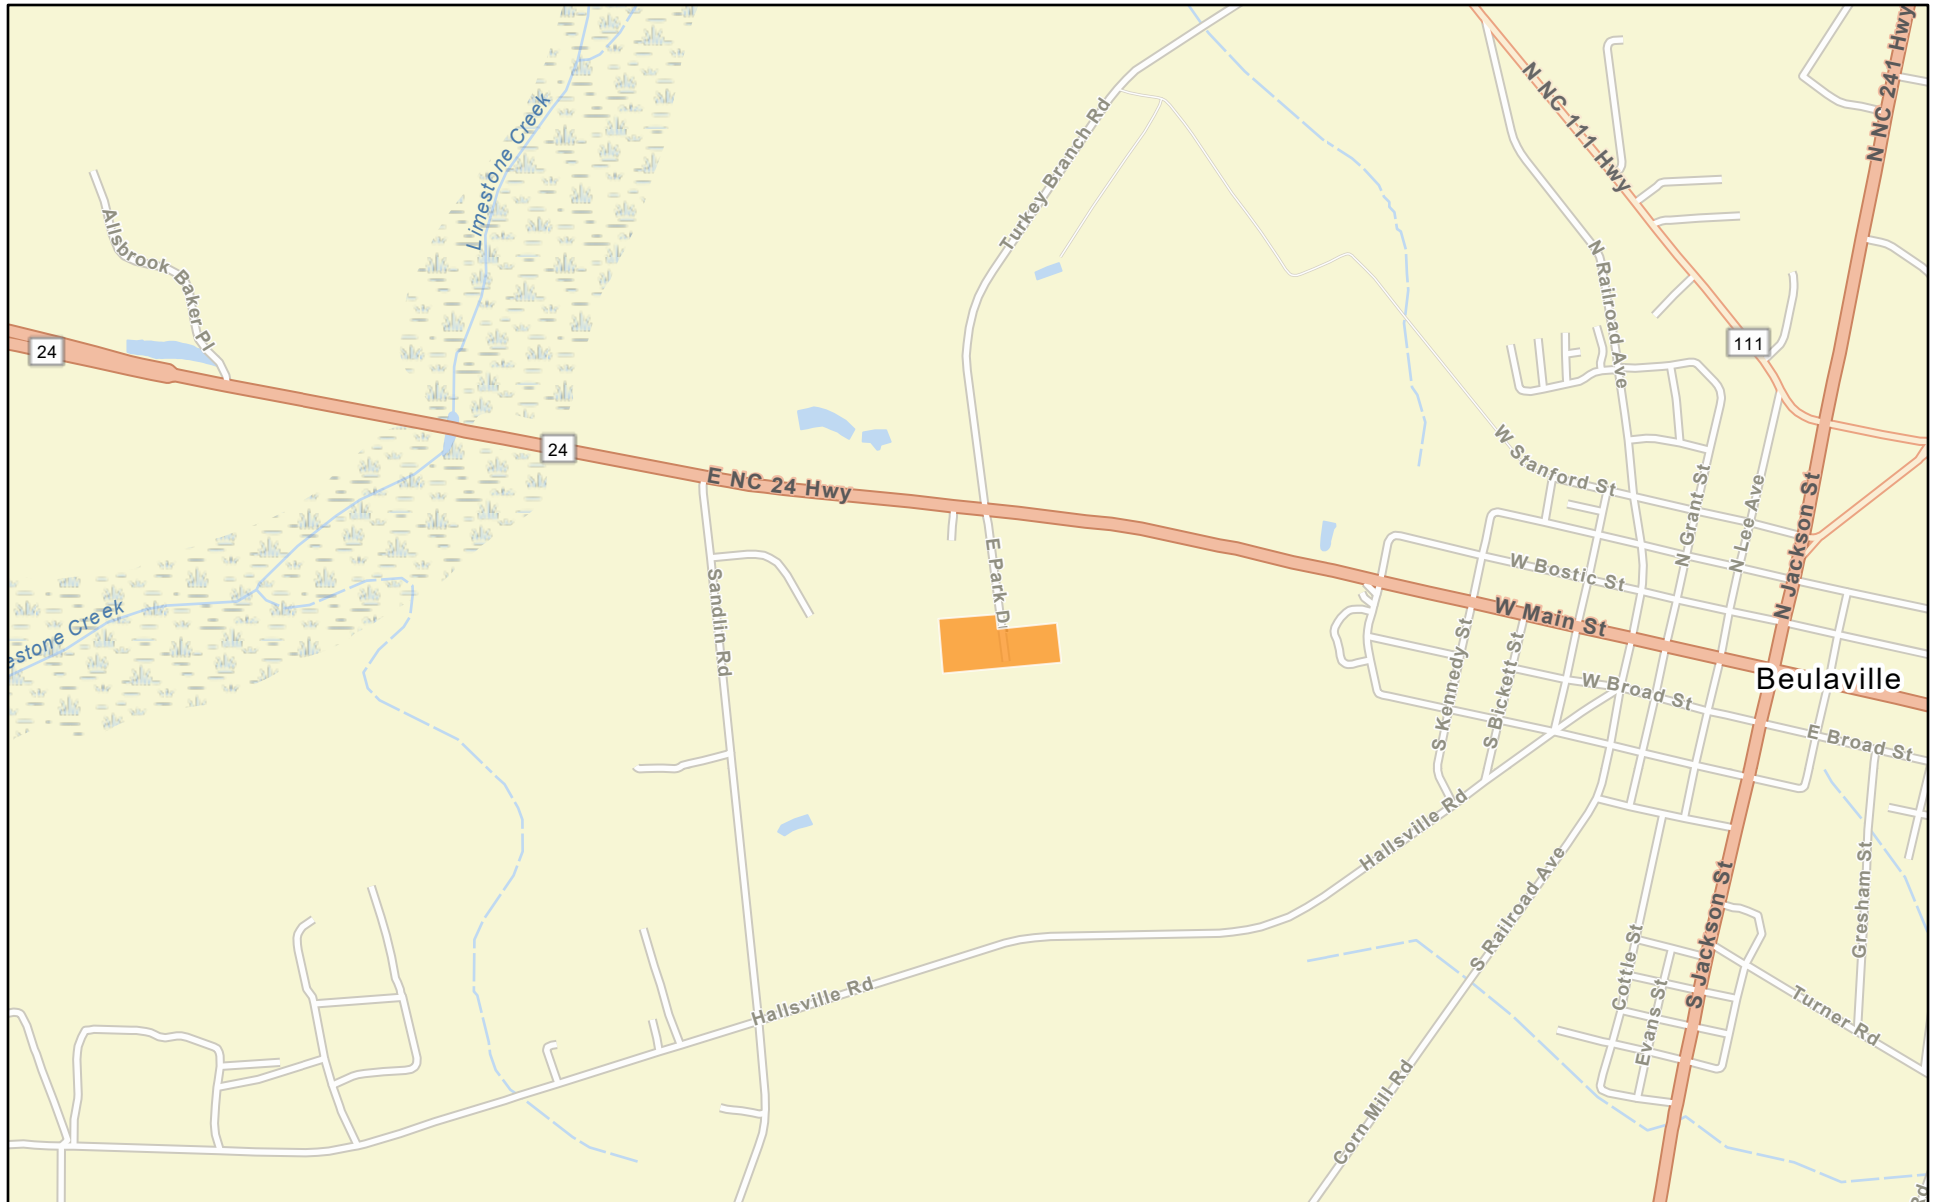 N NC 241 Hwy
N NC 111 Hwy
Limestone Creek
Turkey Branch Rd
Allsbrook Baker Pl
N Railroad Ave
24
111
24
E NC 24 Hwy
W Stanford St
N Grant St
N Lee Ave
N Jackson St
E Park D
W Bostic St
Sandlin Rd
estone Creek
W Main St
S Kennedy St
S Bickett St
W Broad St
Beulaville
E Broad St
Hallsville Rd
S Railroad Ave
Gresham St
S Jackson St
Cottle St
Evans St
Turner Rd
Hallsville Rd
Corn Mill Rd
Rd